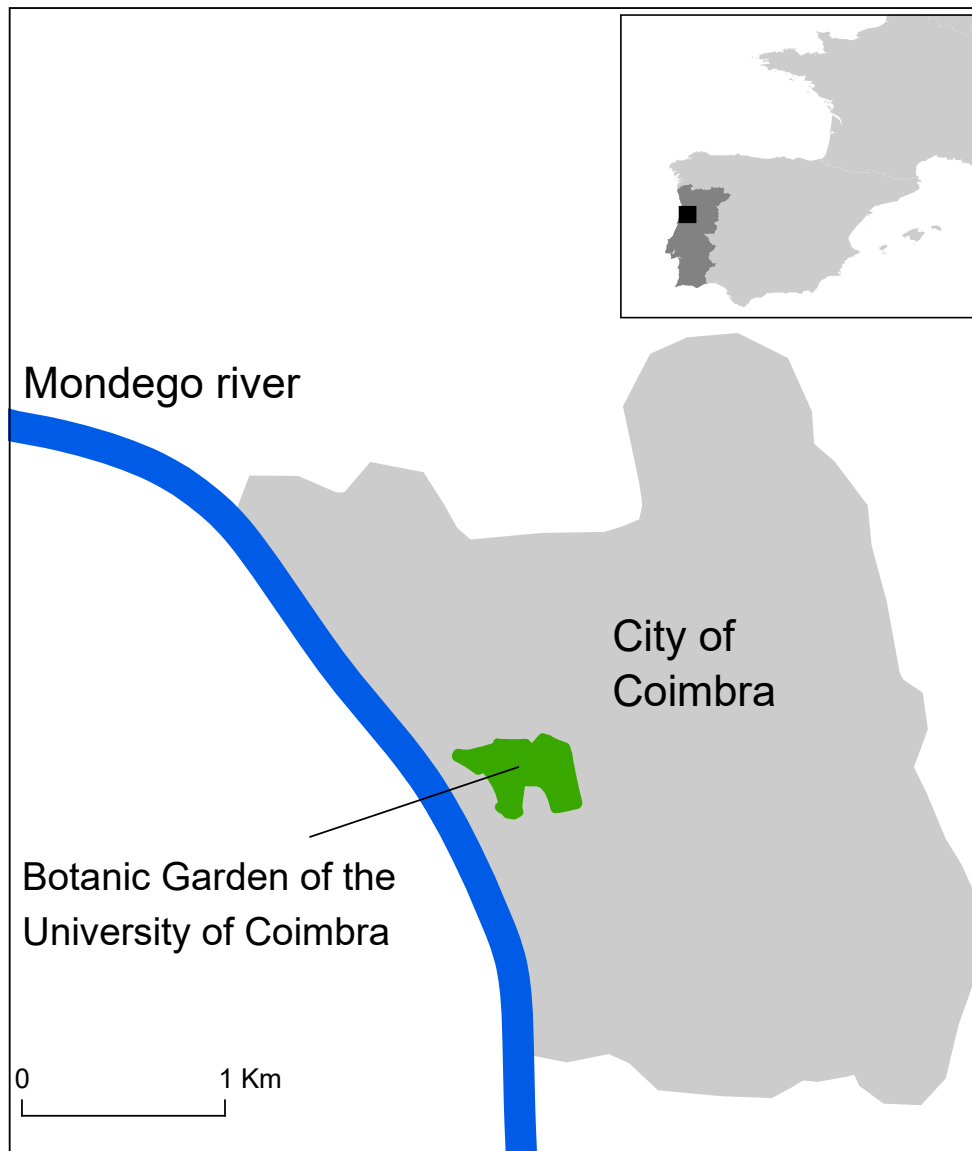 Mondego river
City of
Coimbra
Botanic Garden of the
University of Coimbra
0 1 Km